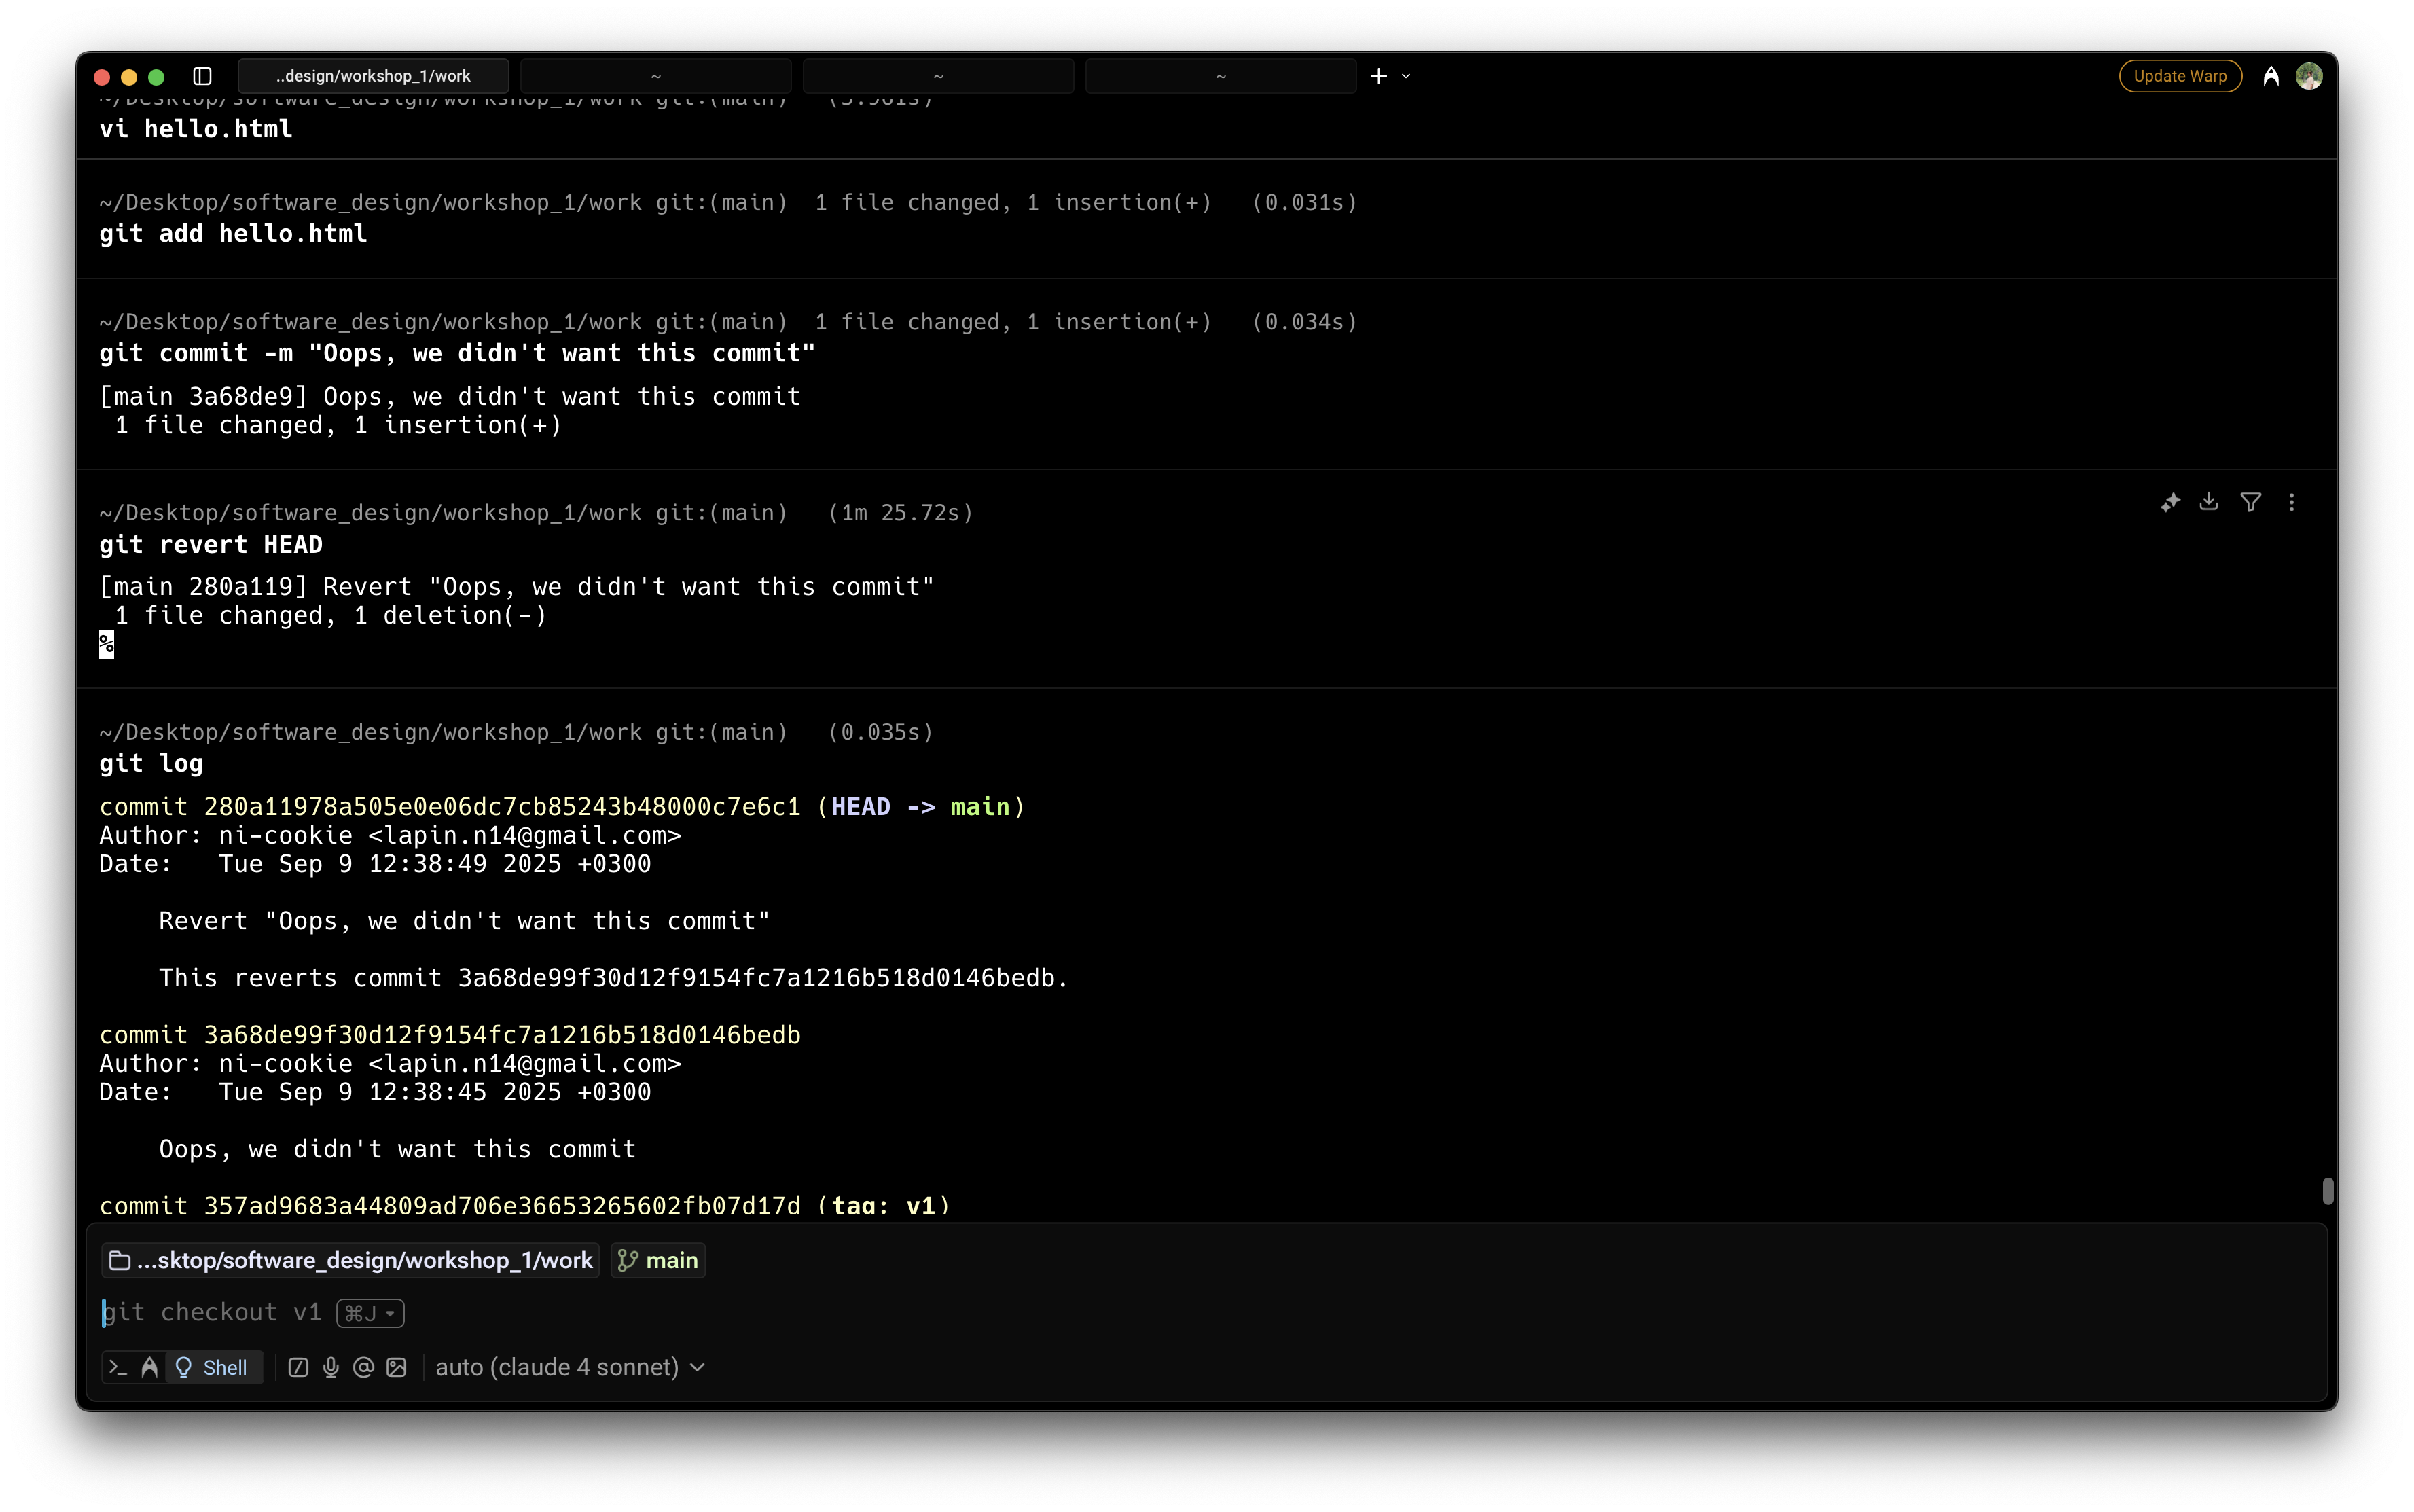 ..design/workshop_1/work ~ ~ ~ Update Warp
~/Desktop/software_design/workshop_1/work git:(main) (3.961s)
vi hello.html
~/Desktop/software_design/workshop_1/work git:(main) 1 file changed, 1 insertion(+) (0.031s)
git add hello.html
~/Desktop/software_design/workshop_1/work git:(main) 1 file changed, 1 insertion(+) (0.034s)
git commit -m "Oops, we didn't want this commit"
[main 3a68de9] Oops, we didn't want this commit
1 file changed, 1 insertion(+)
~/Desktop/software_design/workshop_1/work git:(main) (1m 25.72s)
git revert HEAD
[main 280a119] Revert "Oops, we didn't want this commit"
1 file changed, 1 deletion(-)
%
~/Desktop/software_design/workshop_1/work git:(main) (0.035s)
git log
commit 280a11978a505e0e06dc7cb85243b48000c7e6c1 (HEAD -> main)
Author: ni-cookie <lapin.n14@gmail.com>
Date: Tue Sep 9 12:38:49 2025 +0300
Revert "Oops, we didn't want this commit"
This reverts commit 3a68de99f30d12f9154fc7a1216b518d0146bedb.
commit 3a68de99f30d12f9154fc7a1216b518d0146bedb
Author: ni-cookie <lapin.n14@gmail.com>
Date: Tue Sep 9 12:38:45 2025 +0300
Oops, we didn't want this commit
commit 357ad9683a44809ad706e36653265602fb07d17d (tag: v1)
...sktop/software_design/workshop_1/work main
git checkout v1 ⌘J
Shell auto (claude 4 sonnet)